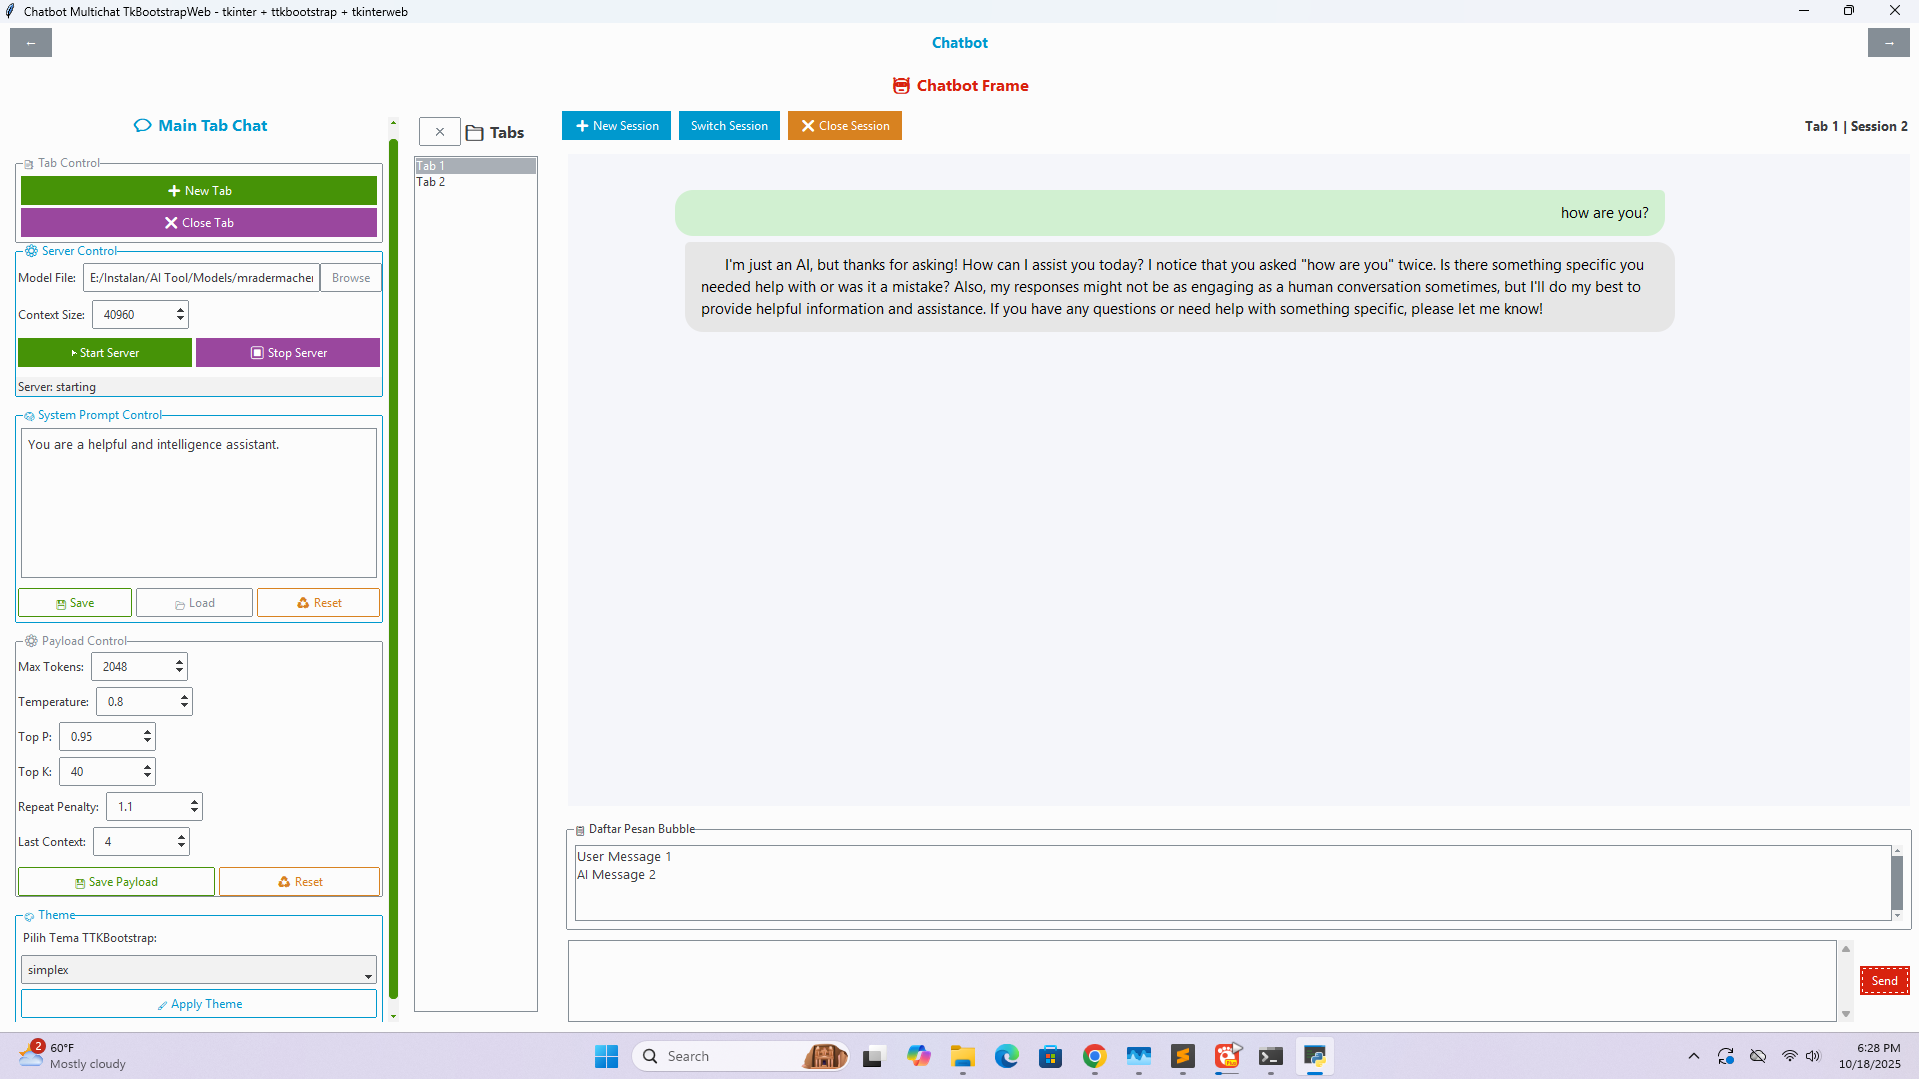 Chatbot Multichat TkBootstrapWeb - tkinter + ttkbootstrap + tkinterweb
←
Chatbot
→
Chatbot Frame
Main Tab Chat
Tab Control
New Tab
Close Tab
Server Control
Model File: E:/Instalan/AI Tool/Models/mradermacher Browse
Context Size: 40960
Start Server
Stop Server
Server: starting
System Prompt Control
You are a helpful and intelligence assistant.
Save
Load
Reset
Payload Control
Max Tokens: 2048
Temperature: 0.8
Top P: 0.95
Top K: 40
Repeat Penalty: 1.1
Last Context: 4
Save Payload
Reset
Theme
Pilih Tema TTKBootstrap:
simplex
Apply Theme
Tabs
Tab 1
Tab 2
New Session
Switch Session
Close Session
Tab 1 | Session 2
how are you?
I'm just an AI, but thanks for asking! How can I assist you today? I notice that you asked "how are you" twice. Is there something specific you
needed help with or was it a mistake? Also, my responses might not be as engaging as a human conversation sometimes, but I'll do my best to
provide helpful information and assistance. If you have any questions or need help with something specific, please let me know!
Daftar Pesan Bubble
User Message 1
AI Message 2
Send
2
60°F
Mostly cloudy
Search
6:28 PM
10/18/2025